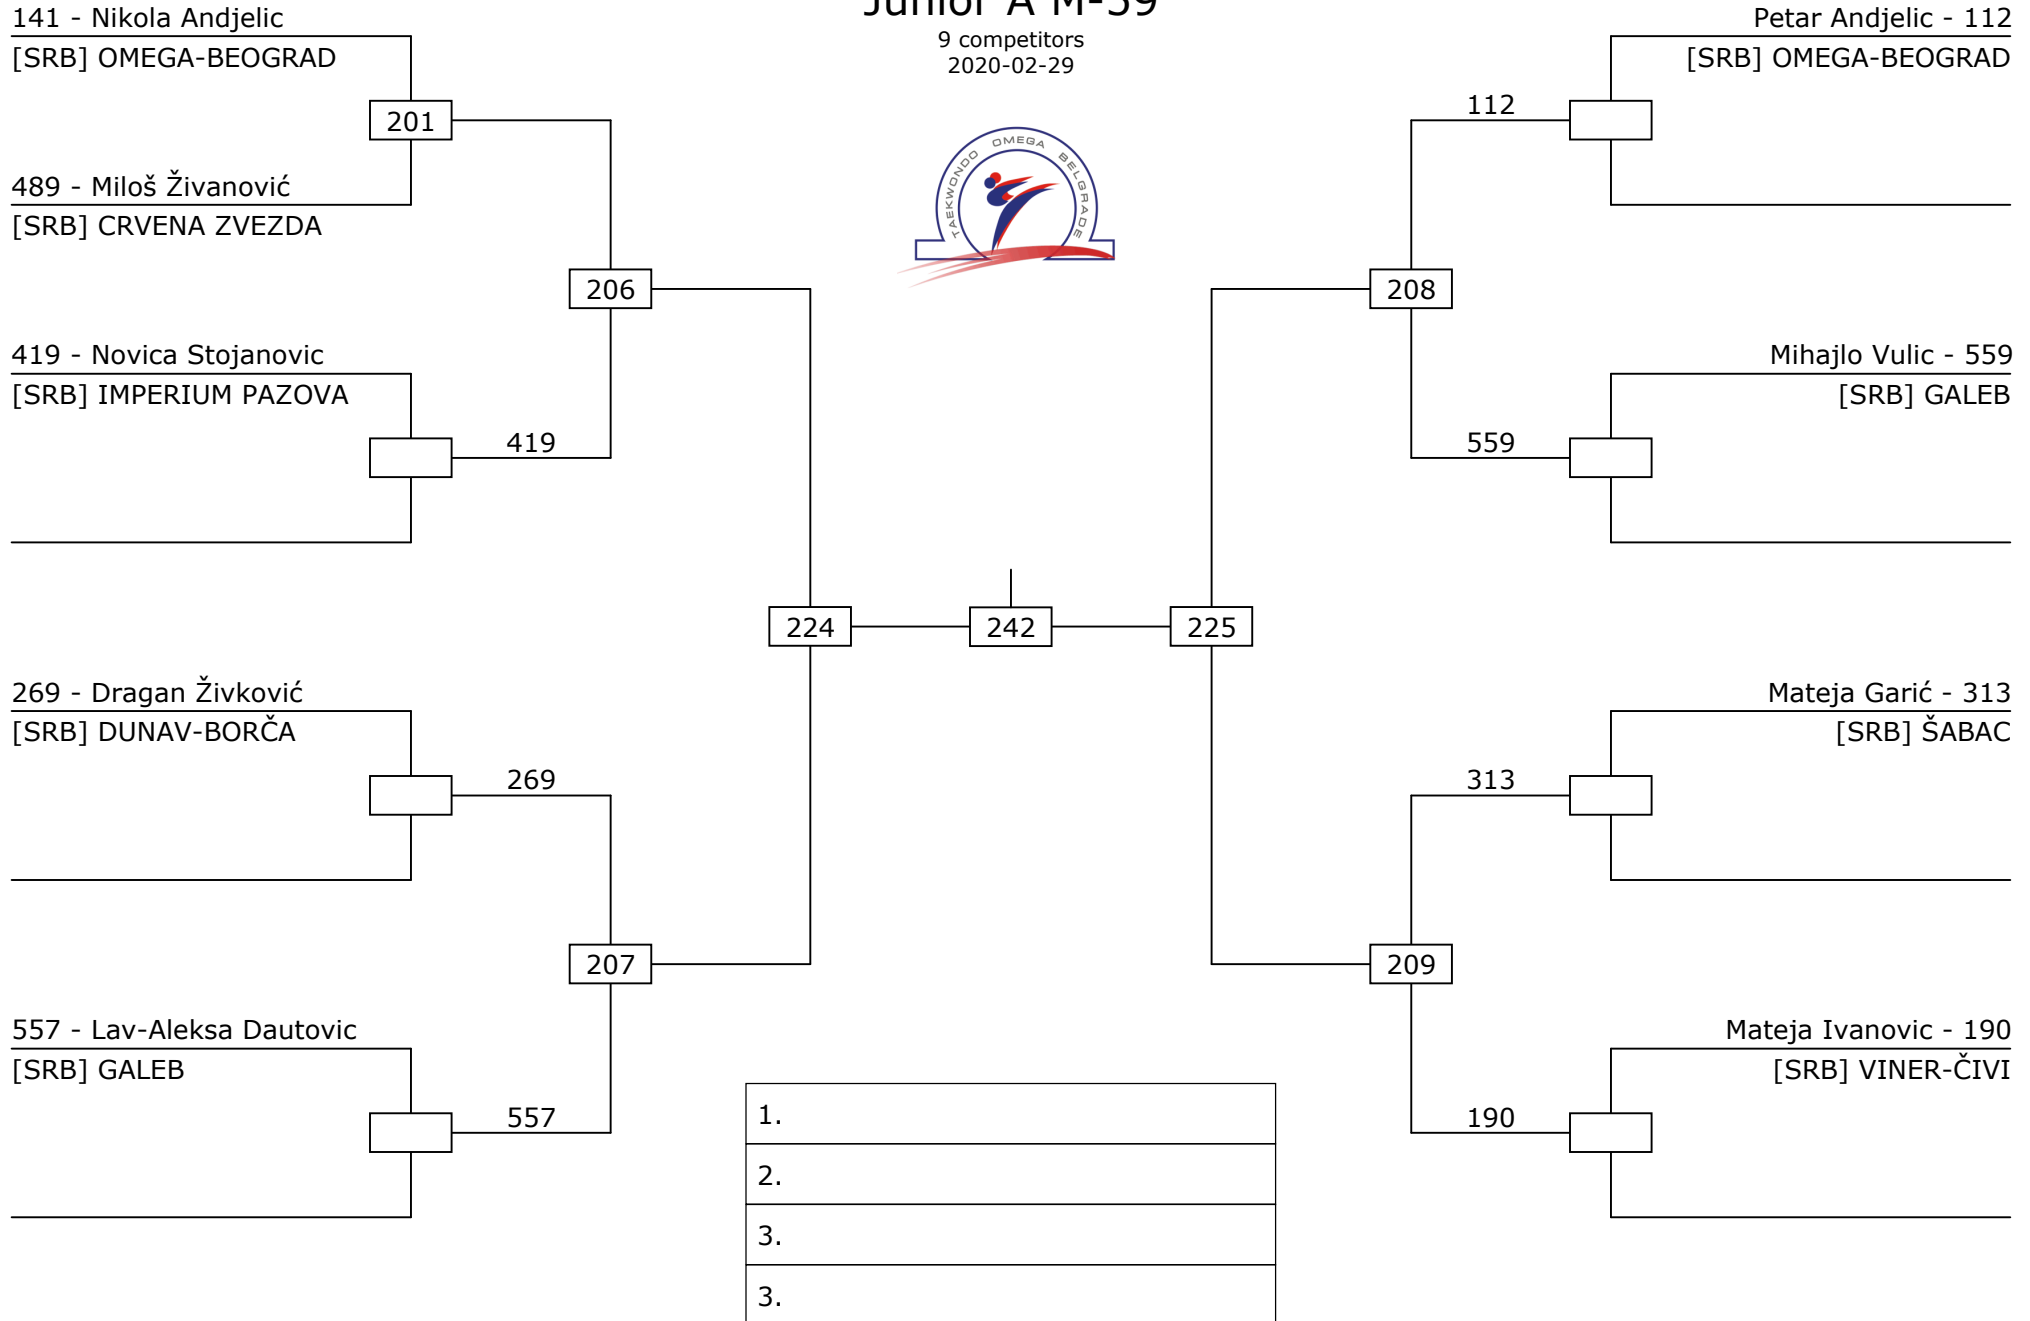 Junior A M-59
9 competitors
2020-02-29
TAEKWONDO OMEGA BELGRADE
141 - Nikola Andjelic
[SRB] OMEGA-BEOGRAD
201
489 - Miloš Živanović
[SRB] CRVENA ZVEZDA
206
419 - Novica Stojanovic
[SRB] IMPERIUM PAZOVA
419
224
269 - Dragan Živković
[SRB] DUNAV-BORČA
269
207
557 - Lav-Aleksa Dautovic
[SRB] GALEB
557
242
Petar Andjelic - 112
[SRB] OMEGA-BEOGRAD
112
208
Mihajlo Vulic - 559
[SRB] GALEB
559
225
Mateja Garić - 313
[SRB] ŠABAC
313
209
Mateja Ivanovic - 190
[SRB] VINER-ČIVI
190
1.
2.
3.
3.